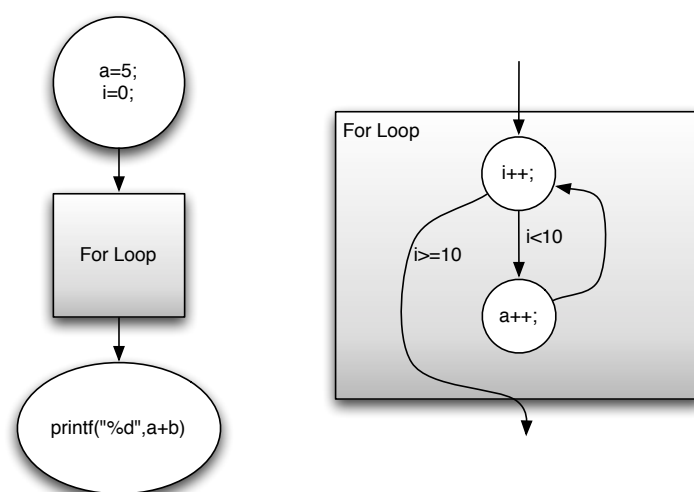 a=5;
i=0;
For Loop
printf("%d",a+b)
For Loop
i++;
i<10
i>=10
a++;